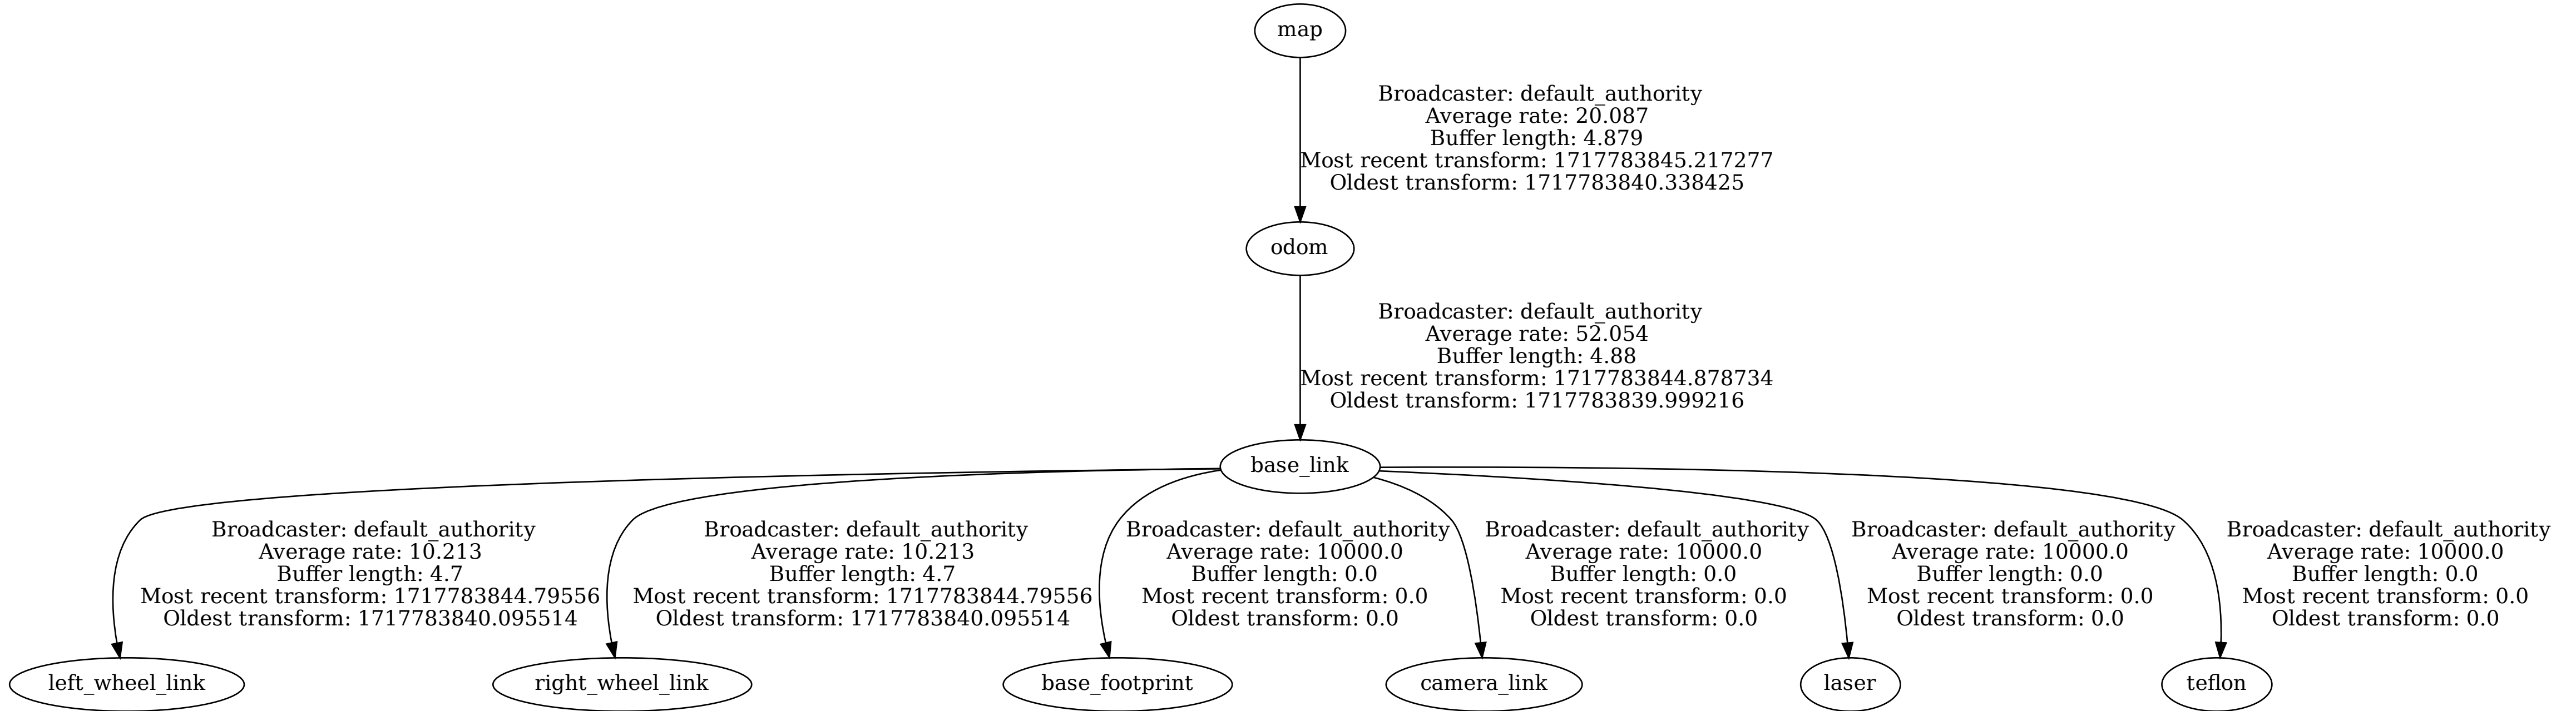 map
Broadcaster: default_authority
Average rate: 20.087
Buffer length: 4.879
Most recent transform: 1717783845.217277
Oldest transform: 1717783840.338425
odom
Broadcaster: default_authority
Average rate: 52.054
Buffer length: 4.88
Most recent transform: 1717783844.878734
Oldest transform: 1717783839.999216
base_link
Broadcaster: default_authority
Average rate: 10.213
Buffer length: 4.7
Most recent transform: 1717783844.79556
Oldest transform: 1717783840.095514
Broadcaster: default_authority
Average rate: 10.213
Buffer length: 4.7
Most recent transform: 1717783844.79556
Oldest transform: 1717783840.095514
Broadcaster: default_authority
Average rate: 10000.0
Buffer length: 0.0
Most recent transform: 0.0
Oldest transform: 0.0
Broadcaster: default_authority
Average rate: 10000.0
Buffer length: 0.0
Most recent transform: 0.0
Oldest transform: 0.0
Broadcaster: default_authority
Average rate: 10000.0
Buffer length: 0.0
Most recent transform: 0.0
Oldest transform: 0.0
Broadcaster: default_authority
Average rate: 10000.0
Buffer length: 0.0
Most recent transform: 0.0
Oldest transform: 0.0
left_wheel_link
right_wheel_link
base_footprint
camera_link
laser
teflon